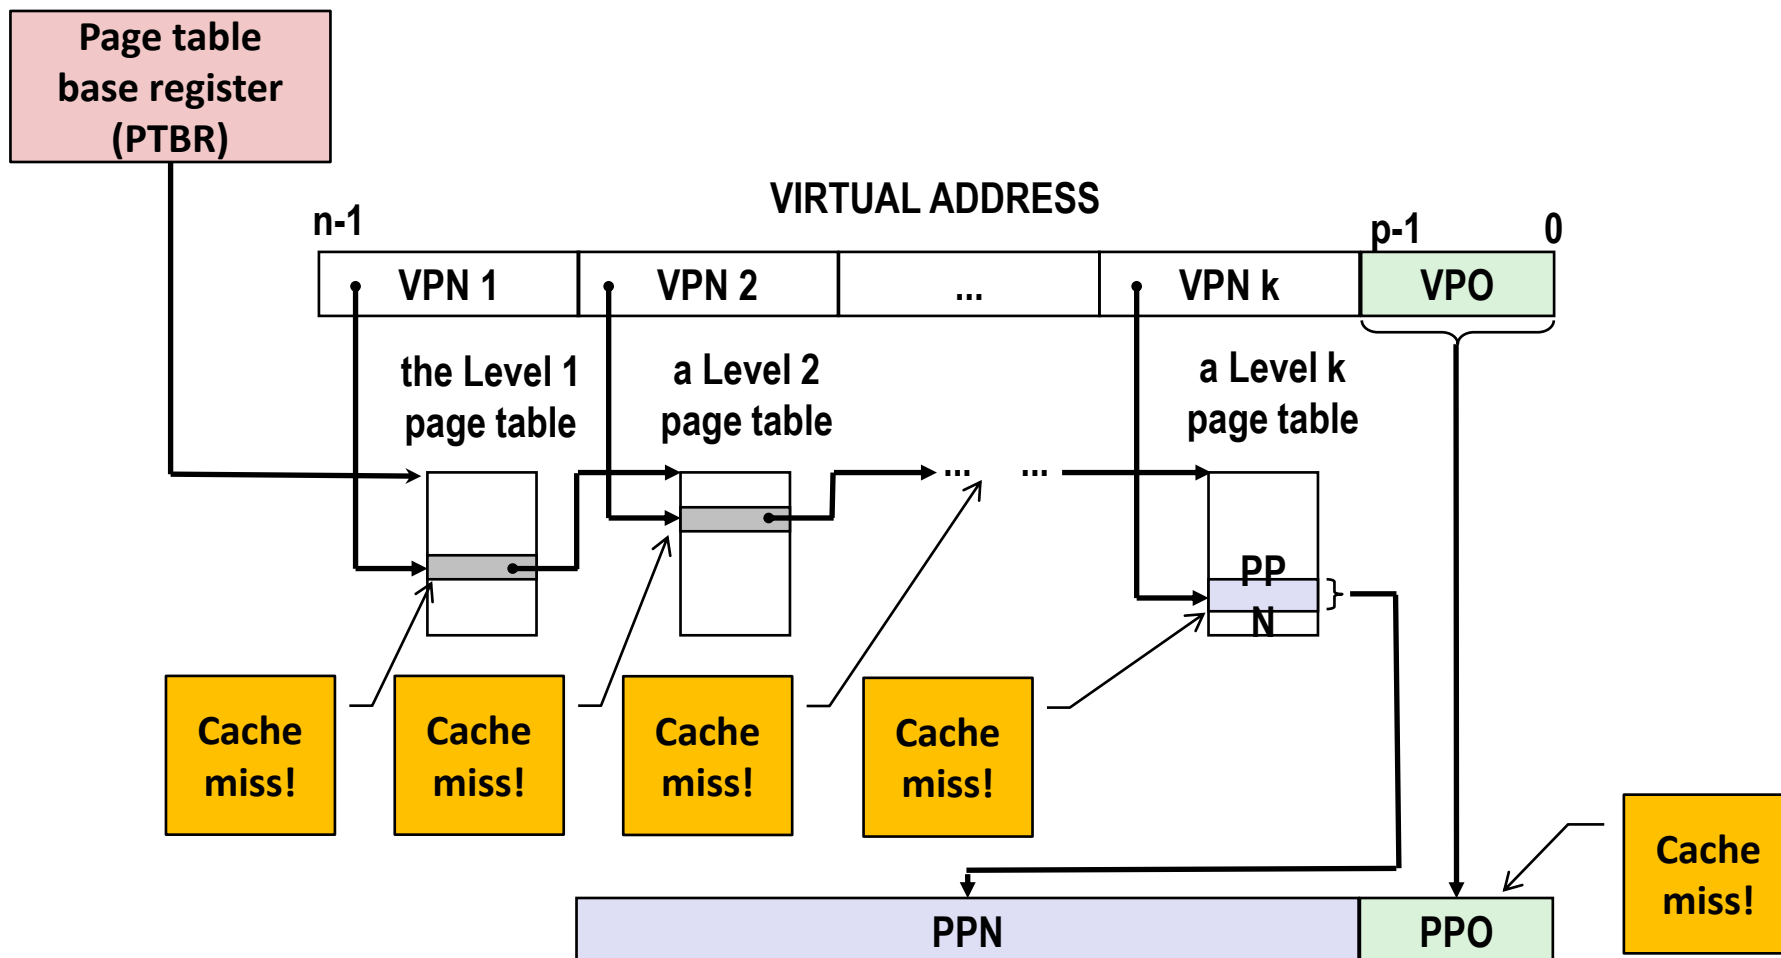 Page table
base register
(PTBR)
VIRTUAL ADDRESS
n-1
p-1
0
VPN 1
VPN 2
...
VPN k
VPO
the Level 1
page table
a Level 2
page table
a Level k
page table
...
...
PP
N
Cache
miss!
Cache
miss!
Cache
miss!
Cache
miss!
Cache
miss!
PPN
PPO